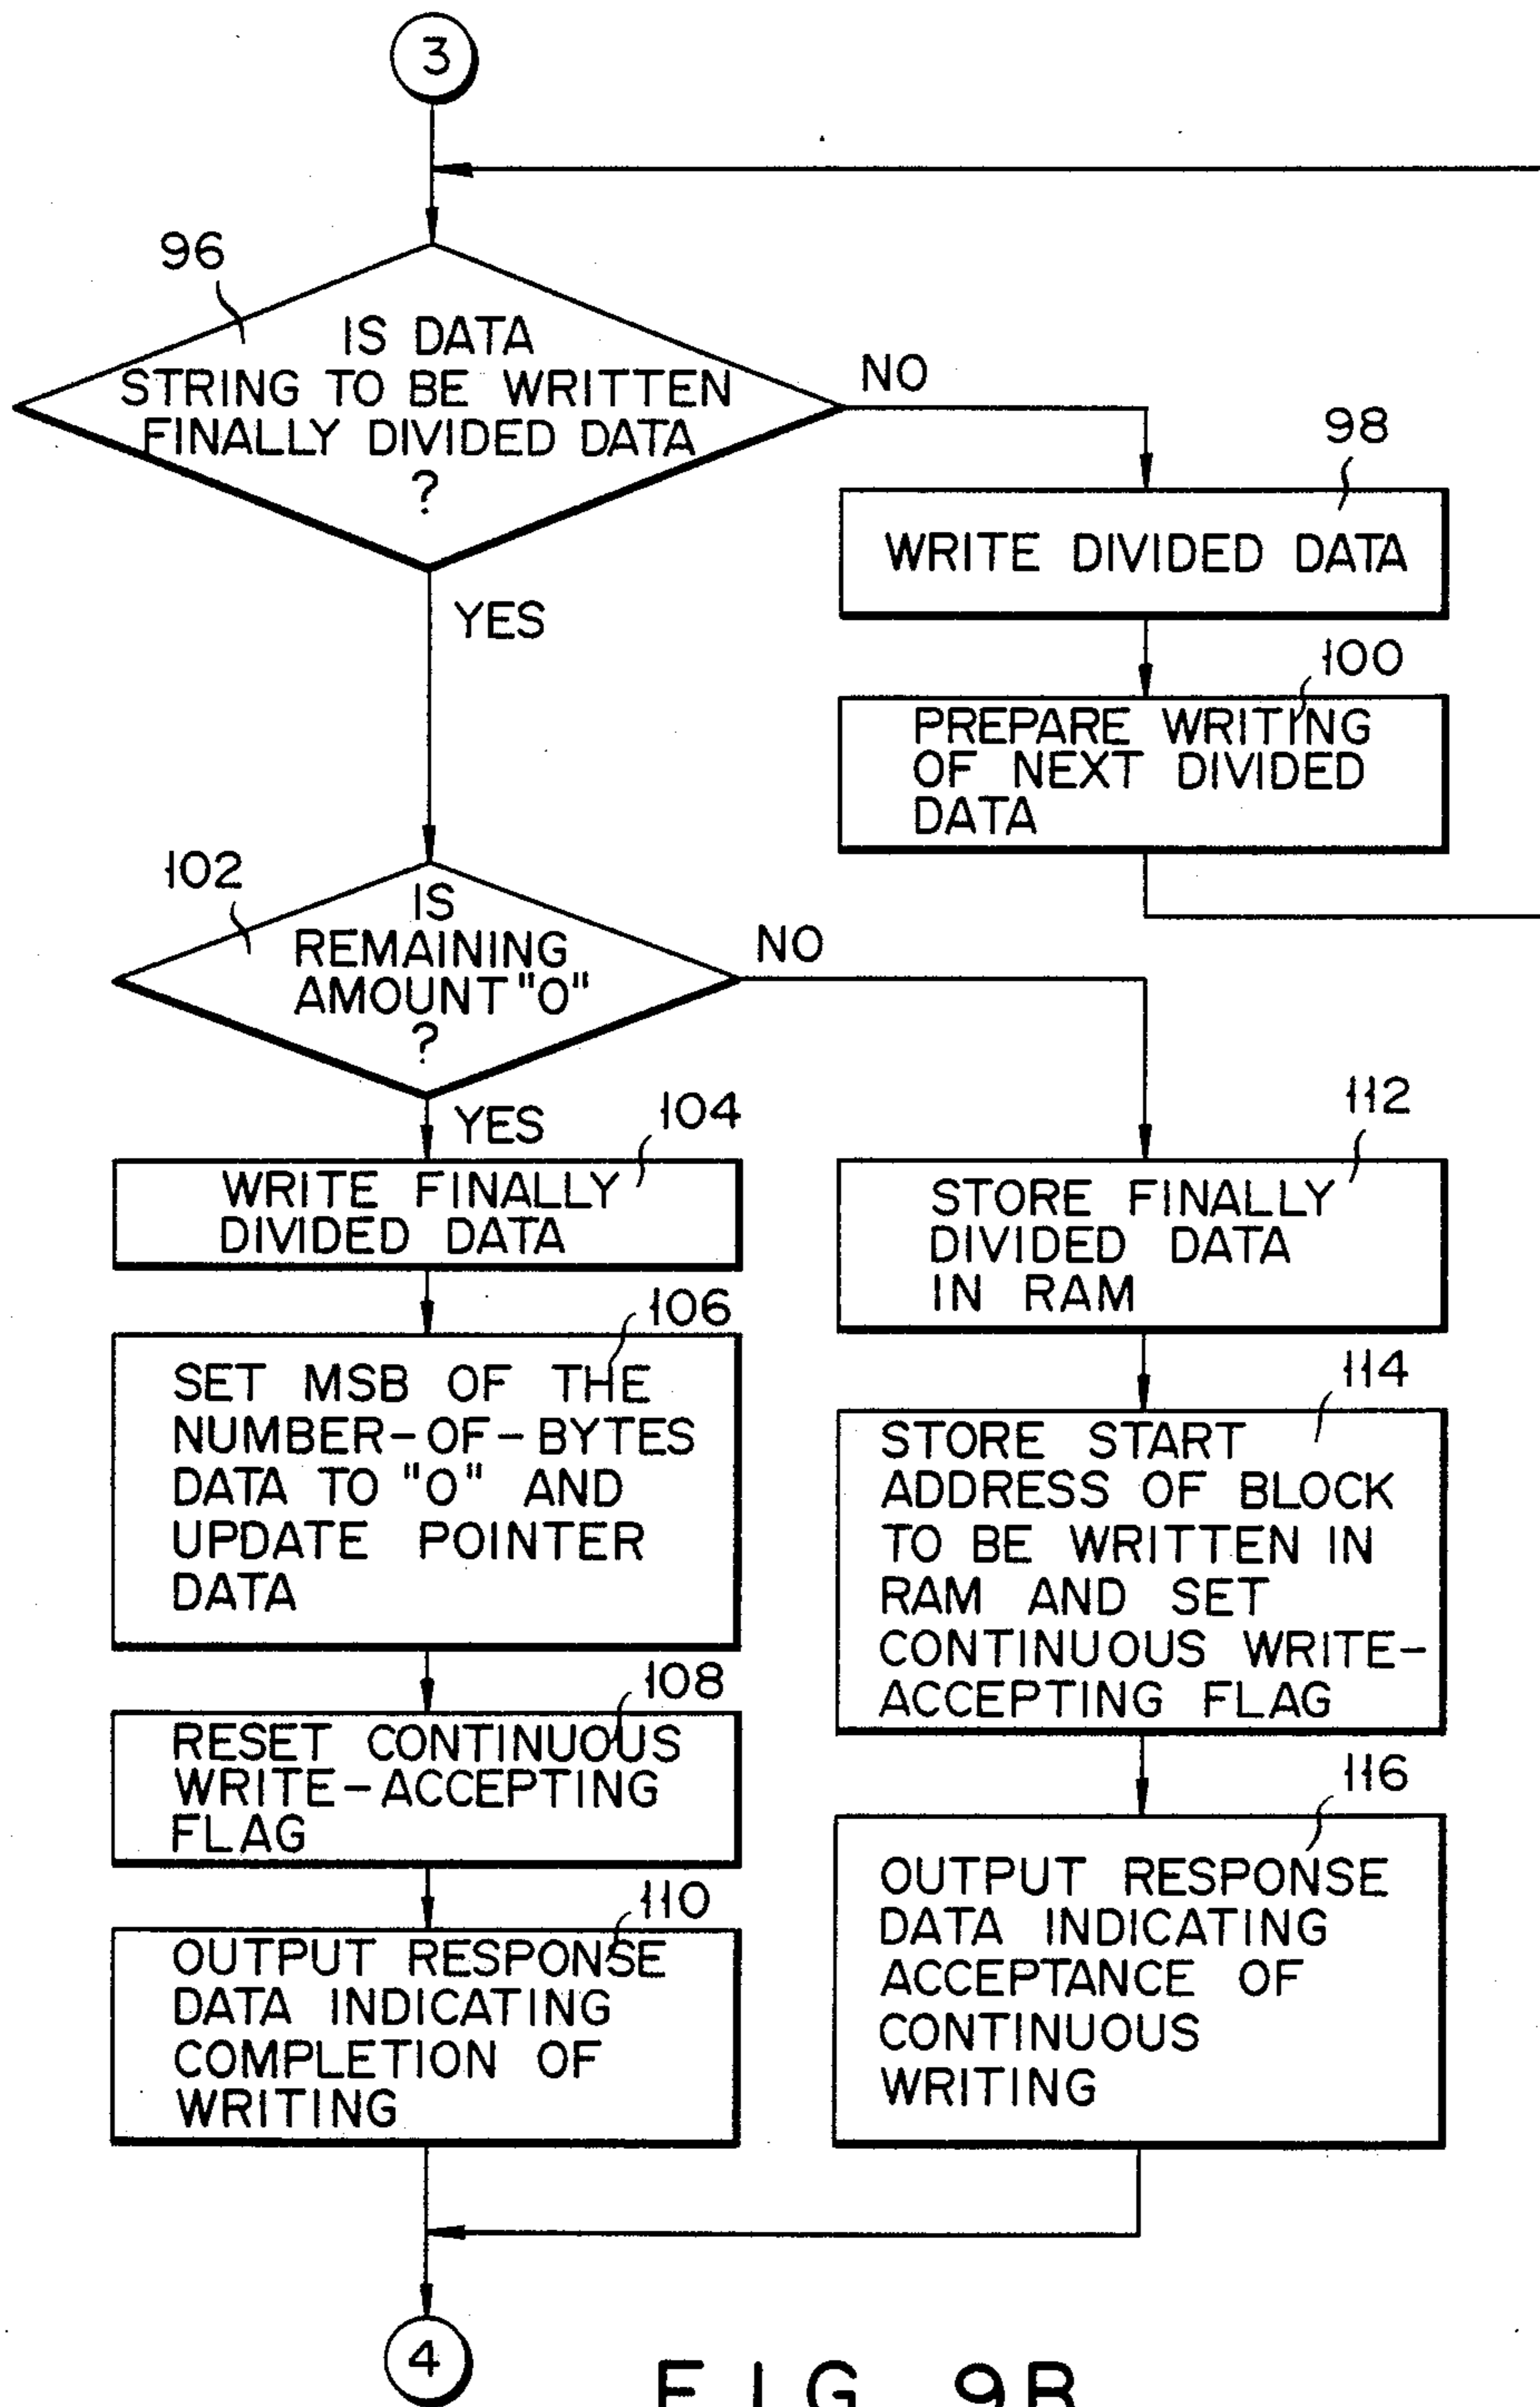 3
96
IS DATA
STRING TO BE WRITTEN
FINALLY DIVIDED DATA
?
NO
YES
98
WRITE DIVIDED DATA
100
PREPARE WRITING
OF NEXT DIVIDED
DATA
102
IS
REMAINING
AMOUNT "0"
?
NO
YES
104
WRITE FINALLY
DIVIDED DATA
106
SET MSB OF THE
NUMBER-OF-BYTES
DATA TO "0" AND
UPDATE POINTER
DATA
108
RESET CONTINUOUS
WRITE-ACCEPTING
FLAG
110
OUTPUT RESPONSE
DATA INDICATING
COMPLETION OF
WRITING
112
STORE FINALLY
DIVIDED DATA
IN RAM
114
STORE START
ADDRESS OF BLOCK
TO BE WRITTEN IN
RAM AND SET
CONTINUOUS WRITE-
ACCEPTING FLAG
116
OUTPUT RESPONSE
DATA INDICATING
ACCEPTANCE OF
CONTINUOUS
WRITING
4
FIG. 9B